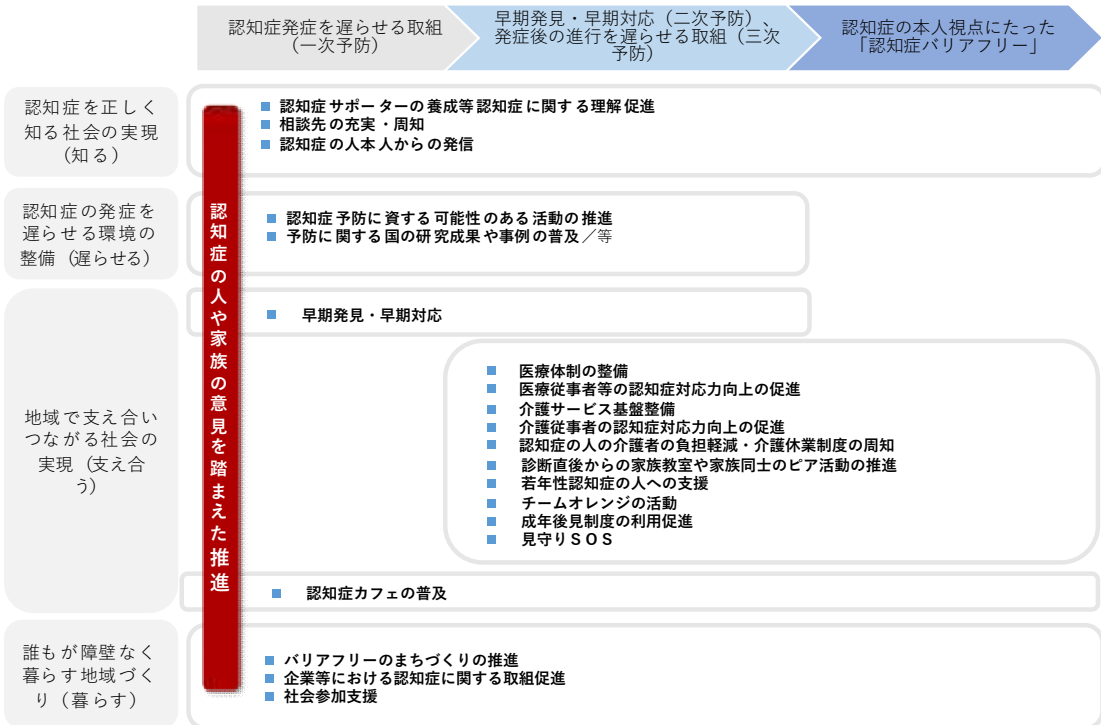 認知症発症を遅らせる取組
(一次予防)
早期発見・早期対応(二次予防)、
発症後の進行を遅らせる取組(三次
予防)
認知症の本人視点にたった
「認知症バリアフリー」
認知症を正しく
知る社会の実現
(知る)
■ 認知症サポーターの養成等認知症に関する理解促進
■ 相談先の充実・周知
■ 認知症の人本人からの発信
認知症の人や家族の意見を踏まえた推進
認知症の発症を
遅らせる環境の
整備(遅らせる)
■ 認知症予防に資する可能性のある活動の推進
■ 予防に関する国の研究成果や事例の普及/等
地域で支え合い
つながる社会の
実現(支え合
う)
■ 早期発見・早期対応
■ 医療体制の整備
■ 医療従事者等の認知症対応力向上の促進
■ 介護サービス基盤整備
■ 介護従事者の認知症対応力向上の促進
■ 認知症の人の介護者の負担軽減・介護休業制度の周知
■ 診断直後からの家族教室や家族同士のピア活動の推進
■ 若年性認知症の人への支援
■ チームオレンジの活動
■ 成年後見制度の利用促進
■ 見守りSOS
■ 認知症カフェの普及
誰もが障壁なく
暮らす地域づく
り(暮らす)
■ バリアフリーのまちづくりの推進
■ 企業等における認知症に関する取組促進
■ 社会参加支援